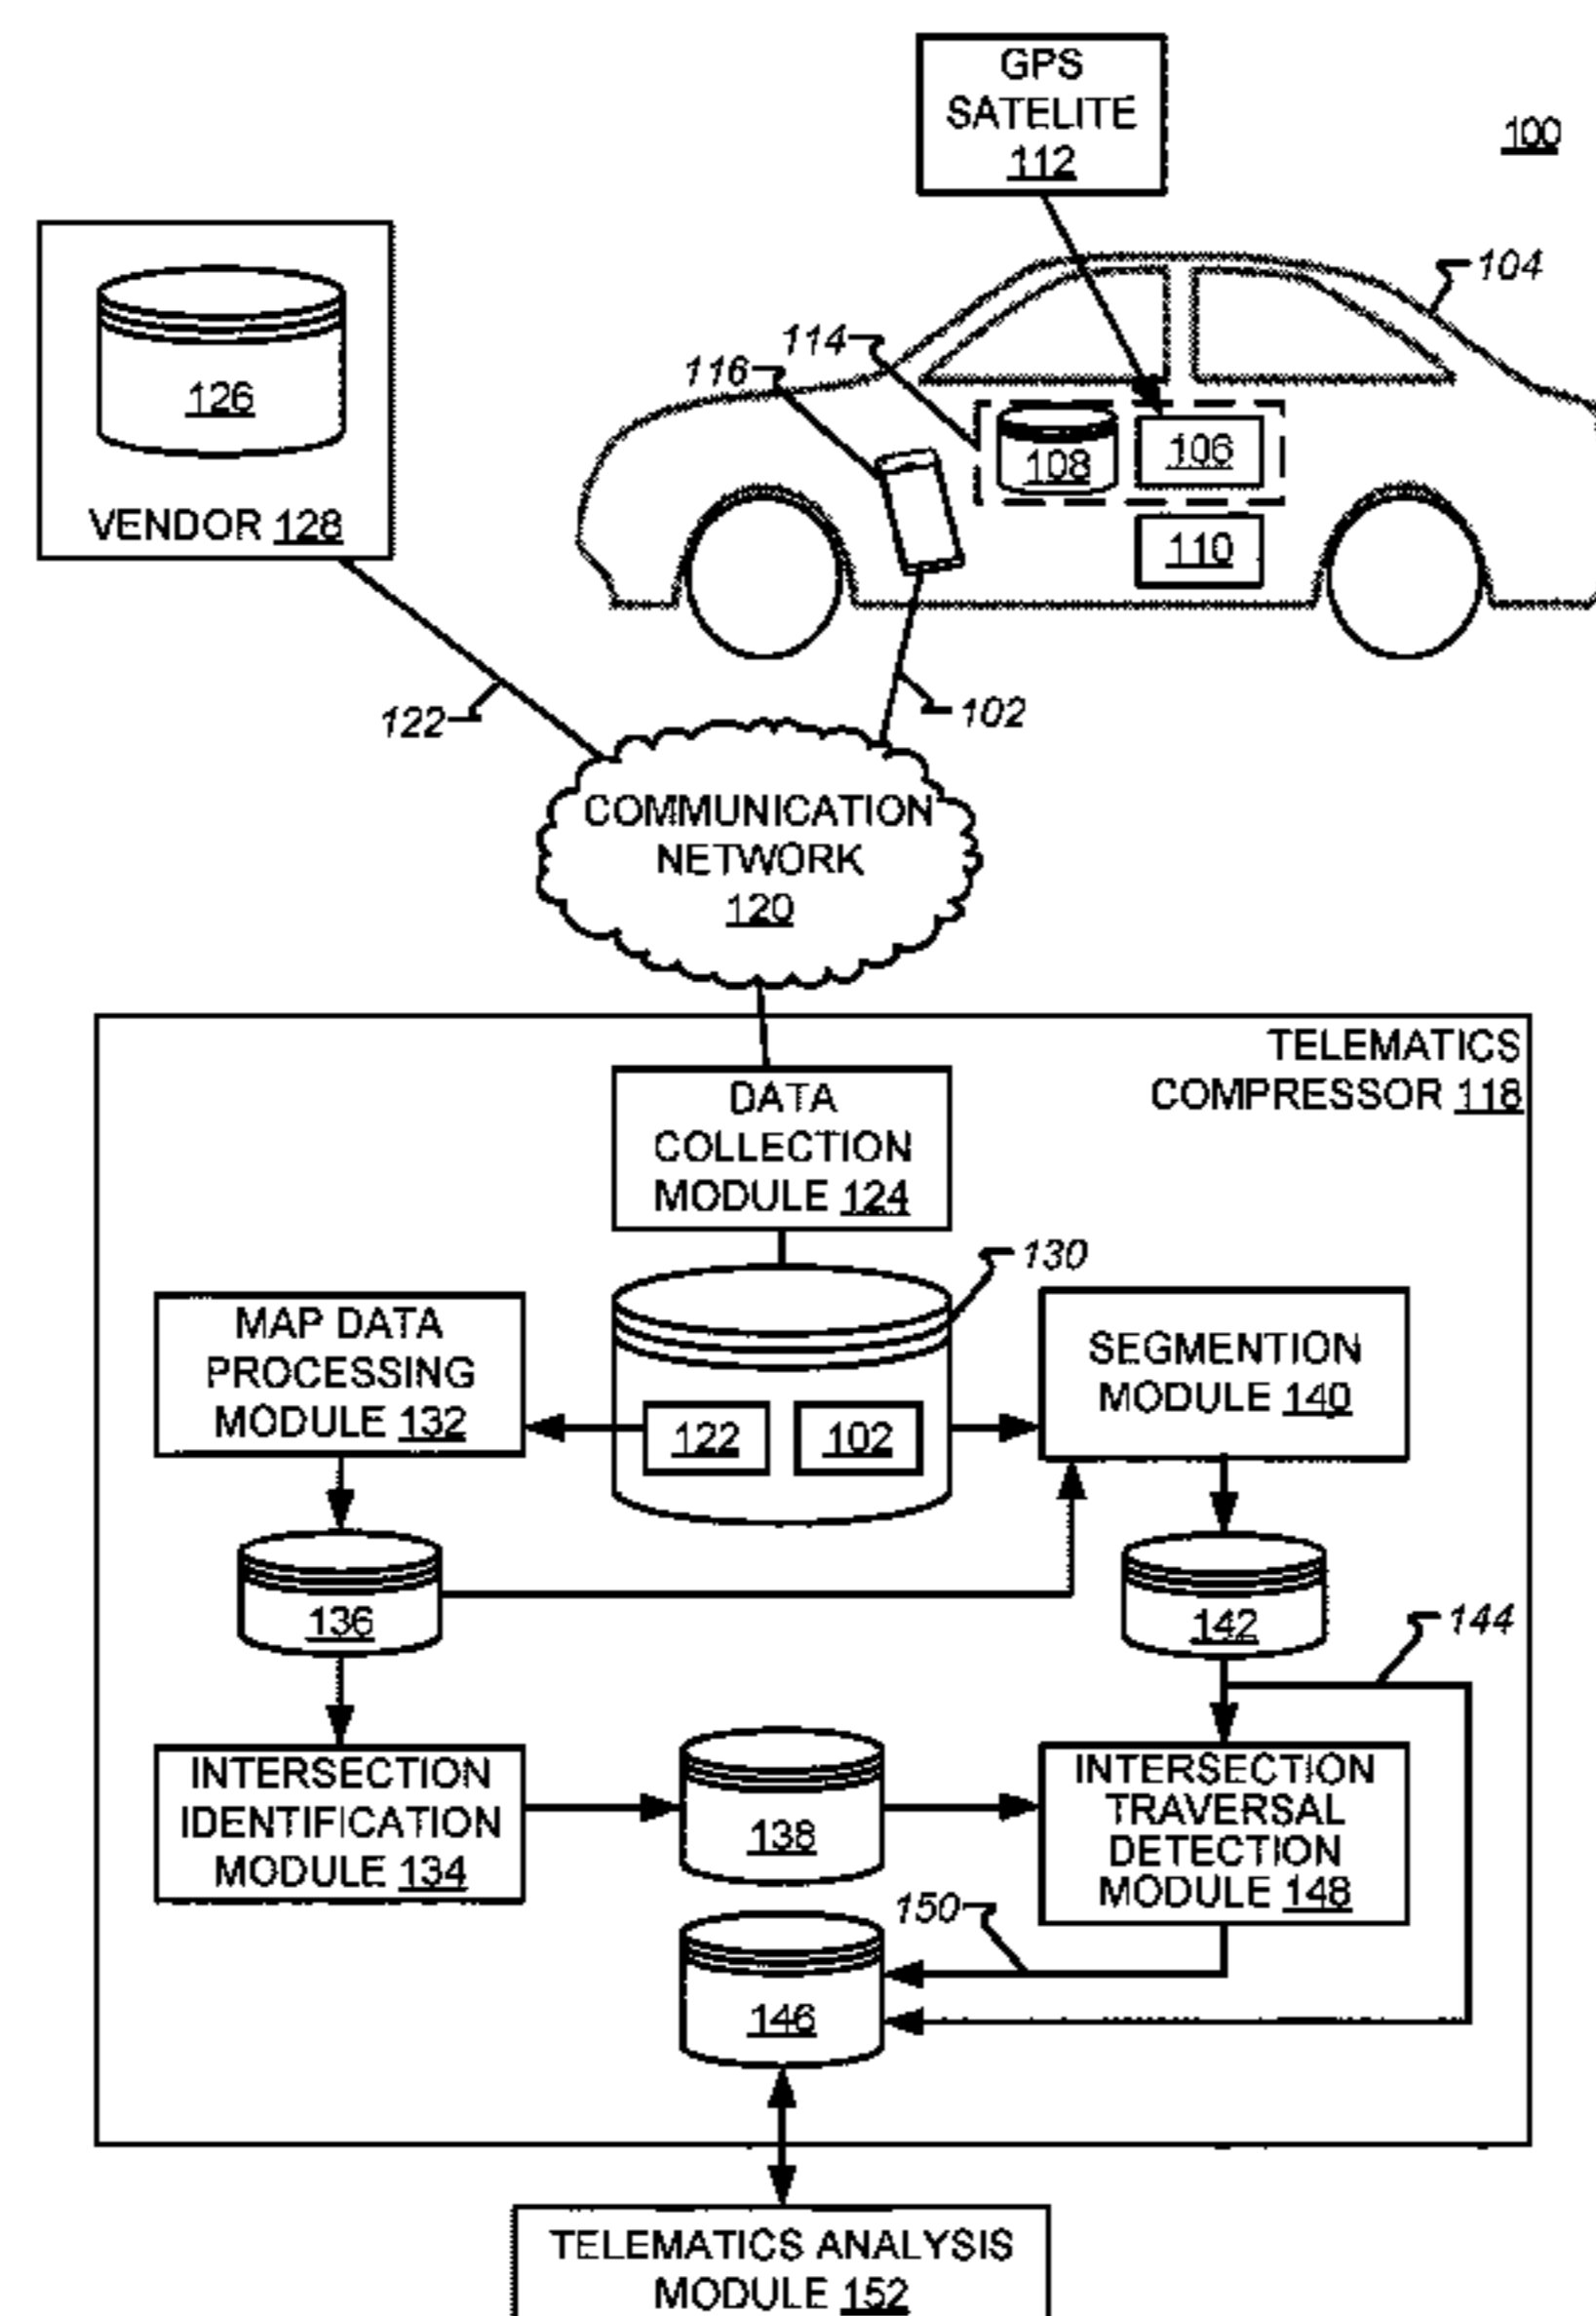 GPS
SATELITE
112
100
104
126
VENDOR 128
114
116
108
106
110
122
102
COMMUNICATION
NETWORK
120
TELEMATICS
COMPRESSOR 118
DATA
COLLECTION
MODULE 124
130
MAP DATA
PROCESSING
MODULE 132
122
102
SEGMENTION
MODULE 140
136
142
144
INTERSECTION
IDENTIFICATION
MODULE 134
138
INTERSECTION
TRAVERSAL
DETECTION
MODULE 148
150
146
TELEMATICS ANALYSIS
MODULE 152